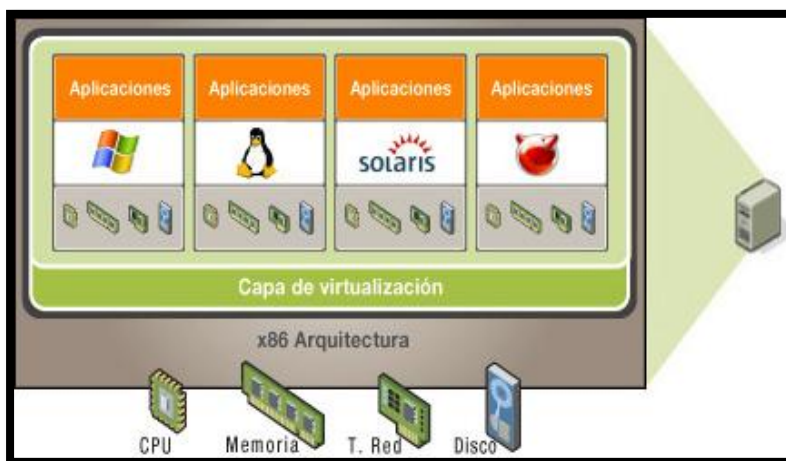 Aplicaciones Aplicaciones Aplicaciones Aplicaciones
solaris
Capa de virtualización
x86 Arquitectura
CPU Memoria T. Red Disco